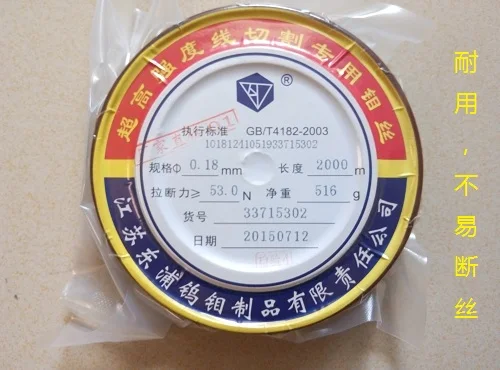 超高强度线切割专用钼丝
®
执行标准 GB/T4182-2003
10181241051933715302
规格Φ 0.18 mm 长度 2000 m
拉断力≥ 53.0 N 净重 516 g
货号 33715302
日期 20150712
江苏东浦钨钼制品有限责任公司
耐用,不易断丝